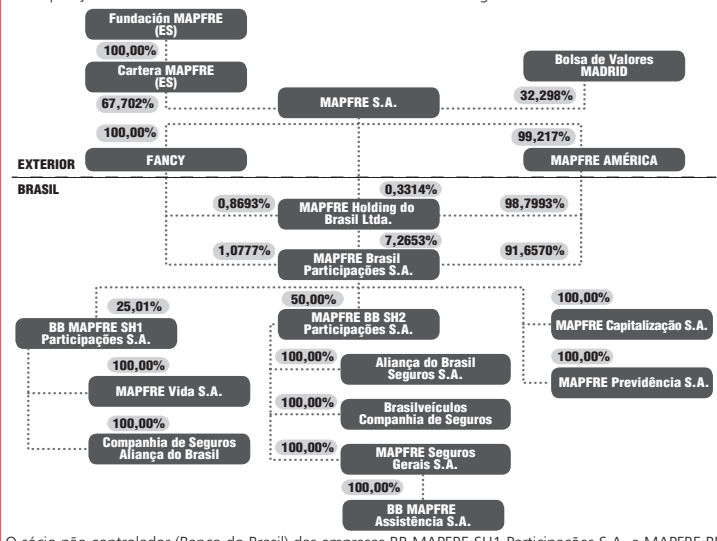 Fundación MAPFRE
(ES)
100,00%
Cartera MAPFRE
(ES)
67,702%
MAPFRE S.A.
Bolsa de Valores
MADRID
32,298%
100,00%
99,217%
EXTERIOR
FANCY
MAPFRE AMÉRICA
BRASIL
0,3314%
0,8693%
MAPFRE Holding do
Brasil Ltda.
98,7993%
7,2653%
1,0777%
MAPFRE Brasil
Participações S.A.
91,6570%
25,01%
50,00%
100,00%
BB MAPFRE SH1
Participações S.A.
MAPFRE BB SH2
Participações S.A.
MAPFRE Capitalização S.A.
100,00%
MAPFRE Vida S.A.
100,00%
Aliança do Brasil
Seguros S.A.
100,00%
MAPFRE Previdência S.A.
100,00%
Companhia de Seguros
Aliança do Brasil
100,00%
Brasilveículos
Companhia de Seguros
100,00%
MAPFRE Seguros
Gerais S.A.
100,00%
BB MAPFRE
Assistência S.A.